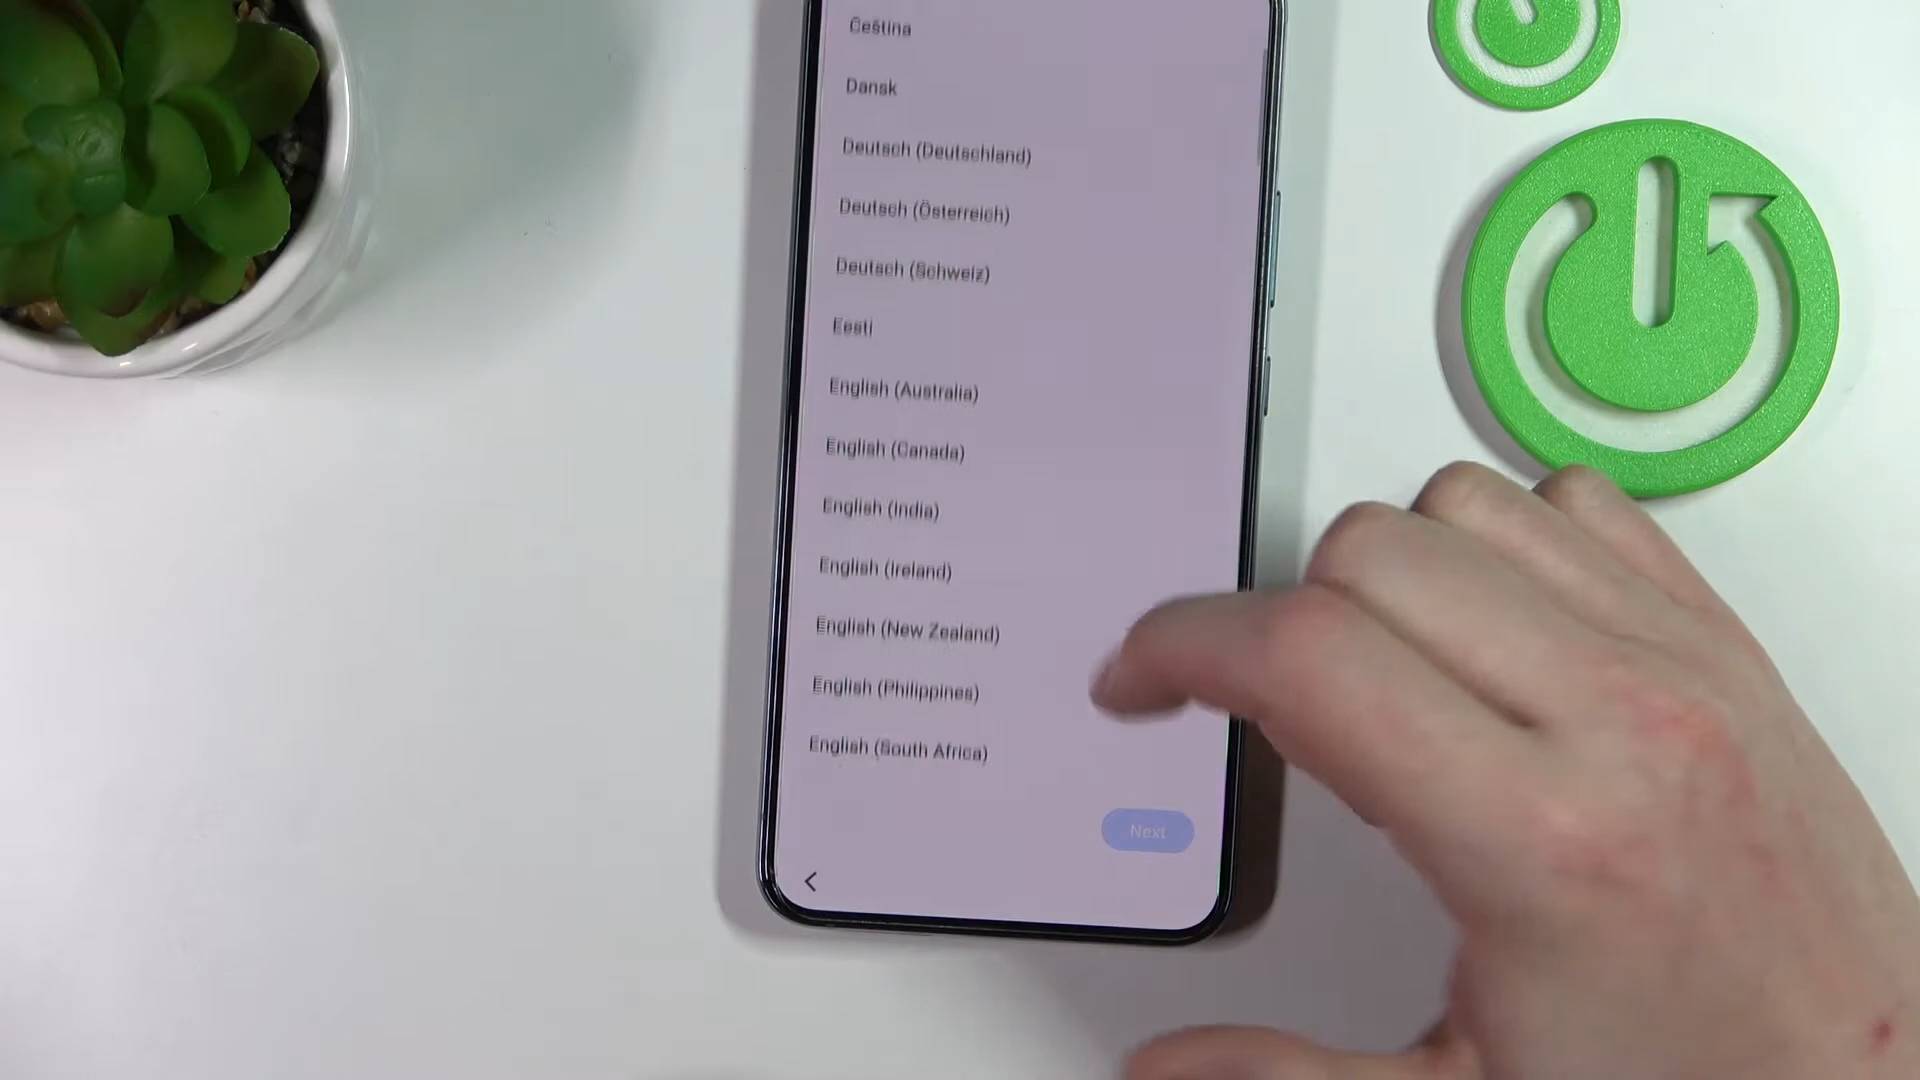 Čeština
Dansk
Deutsch (Deutschland)
Deutsch (Österreich)
Deutsch (Schweiz)
Eesti
English (Australia)
English (Canada)
English (India)
English (Ireland)
English (New Zealand)
English (Philippines)
English (South Africa)
Next